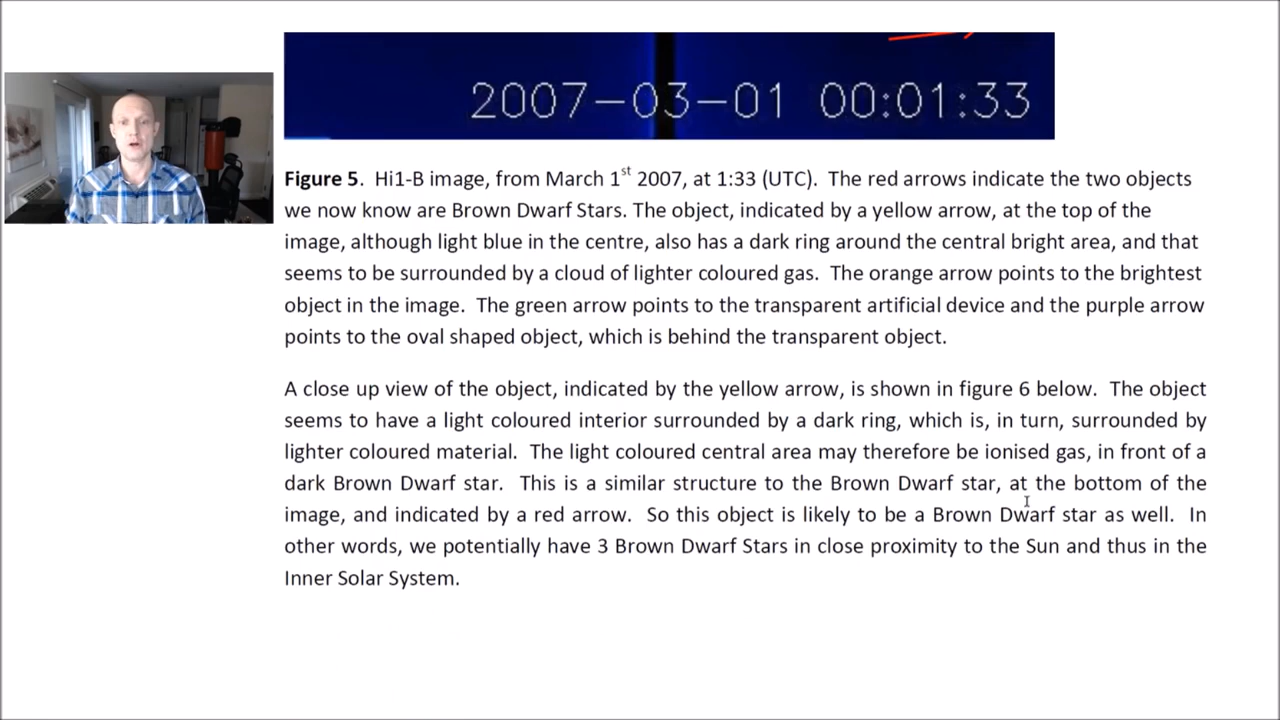 2007-03-01 00:01:33
Figure 5. Hi1-B image, from March 1st 2007, at 1:33 (UTC). The red arrows indicate the two objects
we now know are Brown Dwarf Stars. The object, indicated by a yellow arrow, at the top of the
image, although light blue in the centre, also has a dark ring around the central bright area, and that
seems to be surrounded by a cloud of lighter coloured gas. The orange arrow points to the brightest
object in the image. The green arrow points to the transparent artificial device and the purple arrow
points to the oval shaped object, which is behind the transparent object.
A close up view of the object, indicated by the yellow arrow, is shown in figure 6 below. The object
seems to have a light coloured interior surrounded by a dark ring, which is, in turn, surrounded by
lighter coloured material. The light coloured central area may therefore be ionised gas, in front of a
dark Brown Dwarf star. This is a similar structure to the Brown Dwarf star, at the bottom of the
image, and indicated by a red arrow. So this object is likely to be a Brown Dwarf star as well. In
other words, we potentially have 3 Brown Dwarf Stars in close proximity to the Sun and thus in the
Inner Solar System.